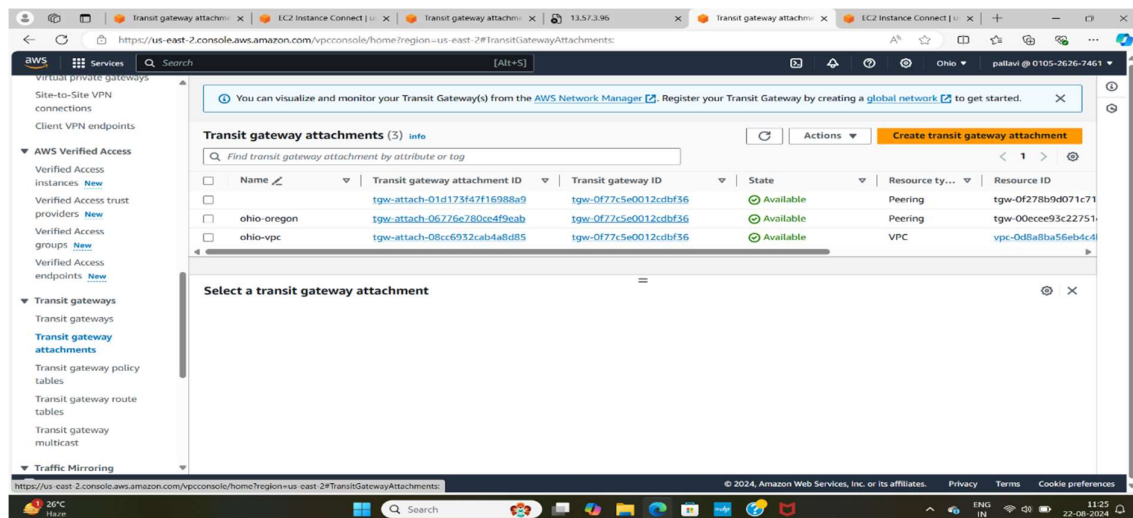 Transit gateway attachme
EC2 Instance Connect | u
Transit gateway attachme
13.57.3.96
Transit gateway attachme
EC2 Instance Connect | u
https://us-east-2.console.aws.amazon.com/vpcconsole/home?region=us-east-2#TransitGatewayAttachments:
aws Services Search [Alt+S] Ohio pallavi @ 0105-2626-7461
Virtual private gateways
Site-to-Site VPN
connections
Client VPN endpoints
AWS Verified Access
Verified Access
instances New
Verified Access trust
providers New
Verified Access
groups New
Verified Access
endpoints New
Transit gateways
Transit gateways
Transit gateway
attachments
Transit gateway policy
tables
Transit gateway route
tables
Transit gateway
multicast
Traffic Mirroring
You can visualize and monitor your Transit Gateway(s) from the AWS Network Manager. Register your Transit Gateway by creating a global network to get started.
Transit gateway attachments (3) info Actions Create transit gateway attachment
Find transit gateway attachment by attribute or tag 1
Name Transit gateway attachment ID Transit gateway ID State Resource ty... Resource ID
tgw-attach-01d173f47f16988a9 tgw-0f77c5e0012cdbf36 Available Peering tgw-0f278b9d071c71
ohio-oregon tgw-attach-06776e780ce4f9eab tgw-0f77c5e0012cdbf36 Available Peering tgw-00ecee93c22751
ohio-vpc tgw-attach-08cc6932cab4a8d85 tgw-0f77c5e0012cdbf36 Available VPC vpc-0d8a8ba56eb4c4
Select a transit gateway attachment
https://us-east-2.console.aws.amazon.com/vpcconsole/home?region=us-east-2#TransitGatewayAttachments:
© 2024, Amazon Web Services, Inc. or its affiliates. Privacy Terms Cookie preferences
26°C
Haze
Search
ENG
IN
11:25
22-08-2024